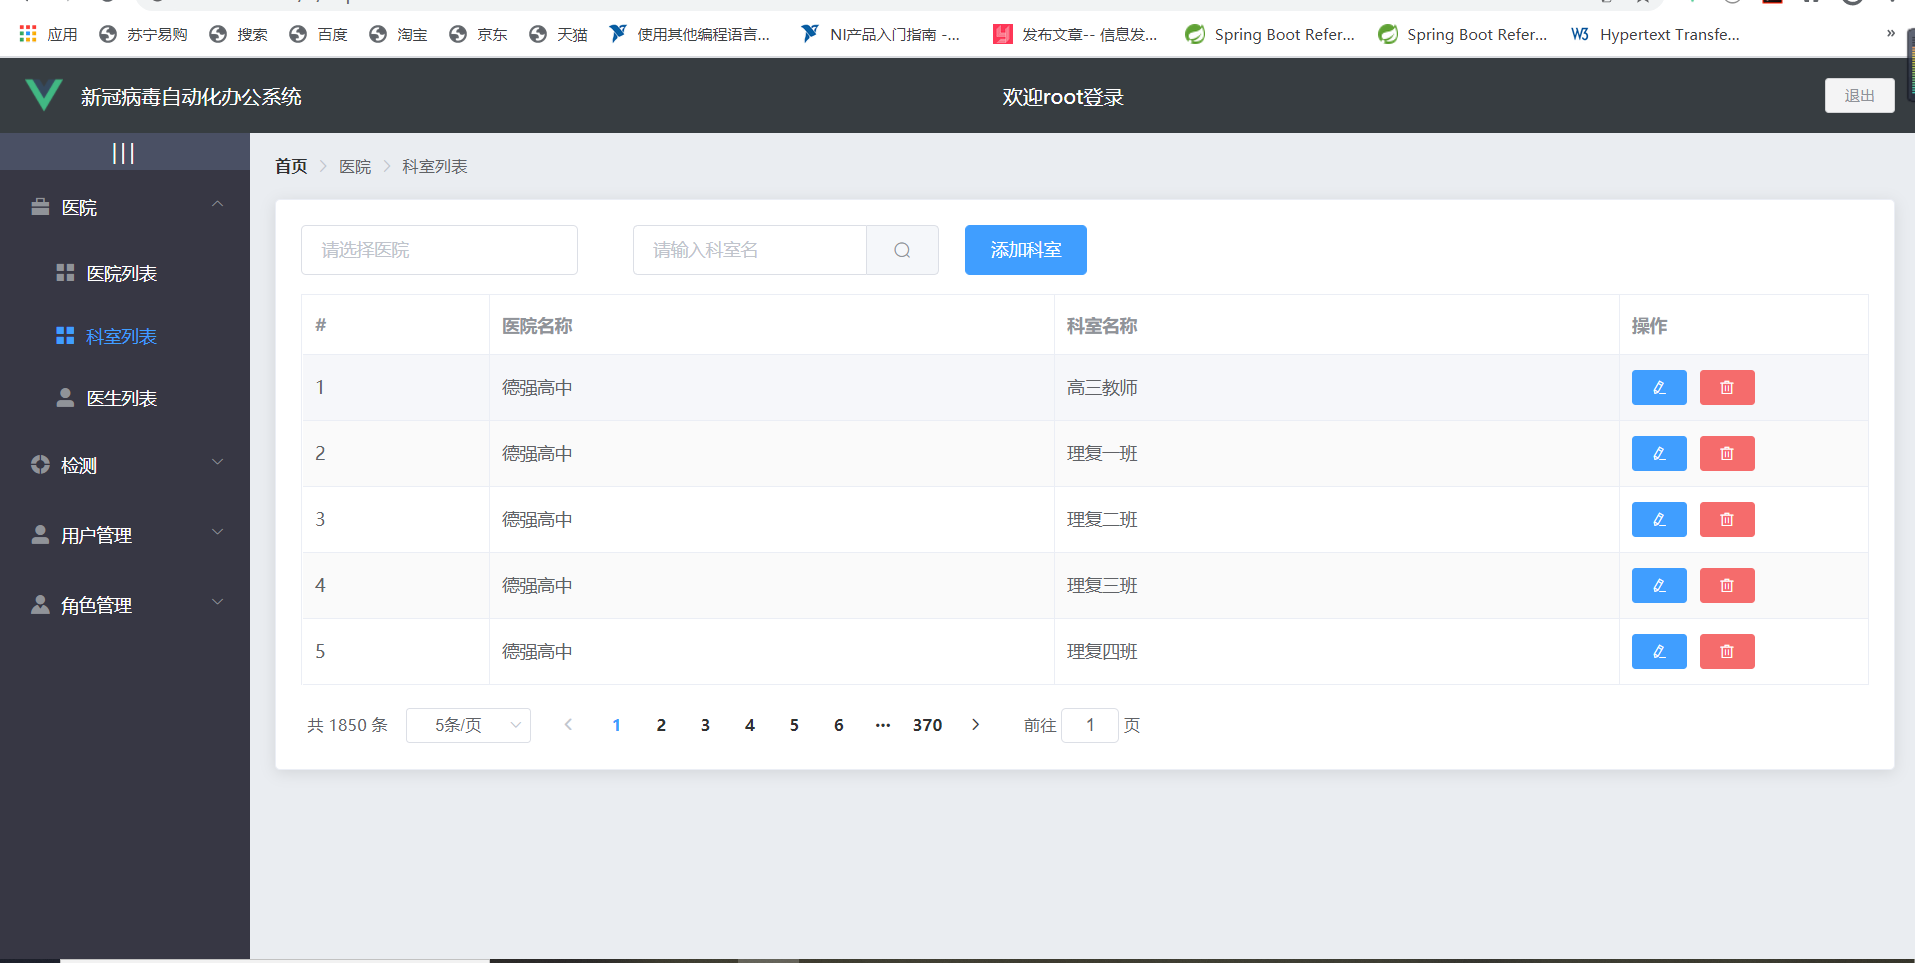 应用 苏宁易购 搜索 百度 淘宝 京东 天猫 使用其他编程语言... NI产品入门指南 -... 发布文章-- 信息发... Spring Boot Refer... Spring Boot Refer... W3 Hypertext Transfe... »
新冠病毒自动化办公系统 欢迎root登录 退出
|||
首页 > 医院 > 科室列表
医院
医院列表
科室列表
医生列表
检测
用户管理
角色管理
请选择医院 请输入科室名 添加科室
# 医院名称 科室名称 操作
1 德强高中 高三教师
2 德强高中 理复一班
3 德强高中 理复二班
4 德强高中 理复三班
5 德强高中 理复四班
共 1850 条 5条/页 < 1 2 3 4 5 6 ... 370 > 前往 1 页